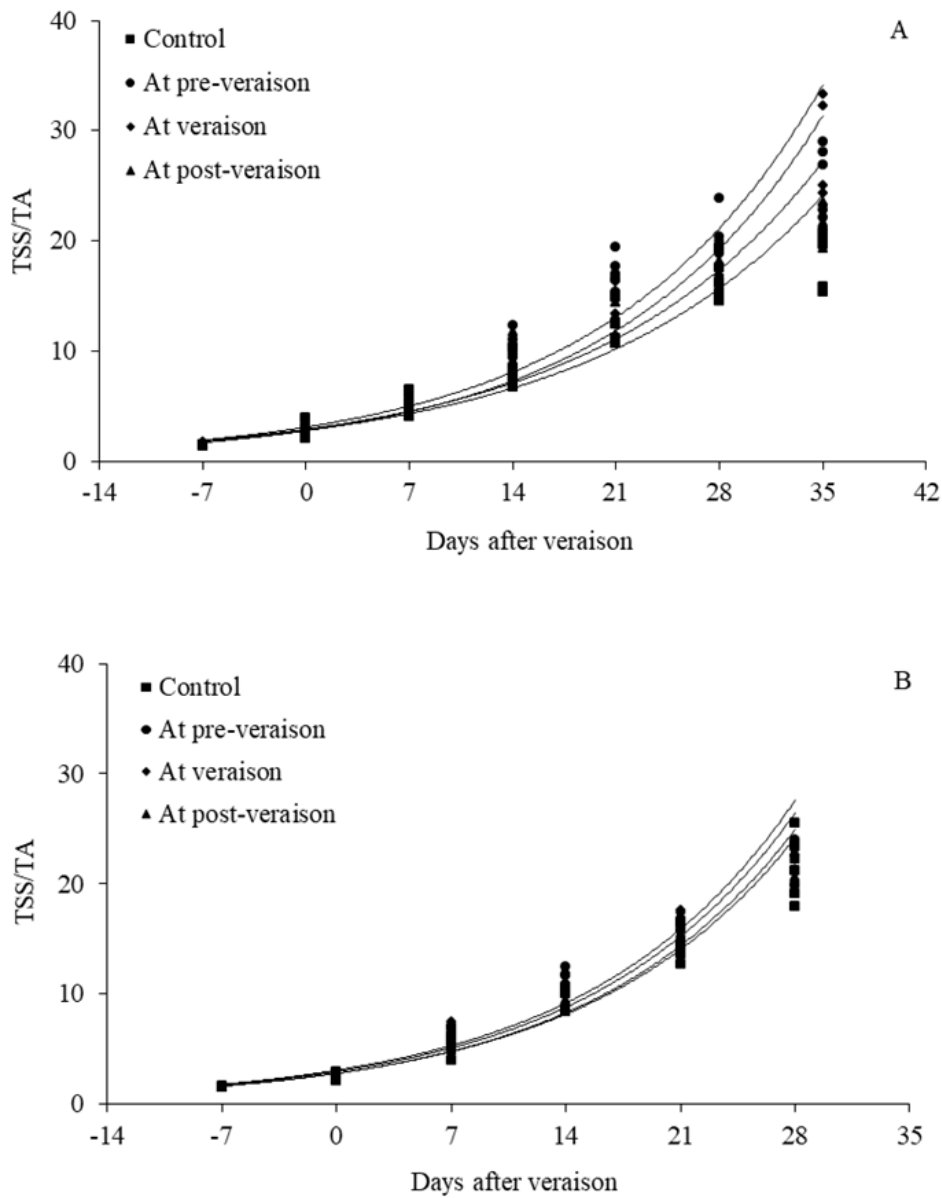 40
A
Control
At pre-veraison
At veraison
At post-veraison
30
20
10
0
TSS/TA
-14 -7 0 7 14 21 28 35 42
Days after veraison
40
B
Control
At pre-veraison
At veraison
At post-veraison
30
20
10
0
TSS/TA
-14 -7 0 7 14 21 28 35
Days after veraison